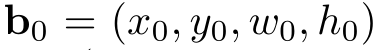 b₀ = (x₀, y₀, w₀, h₀)